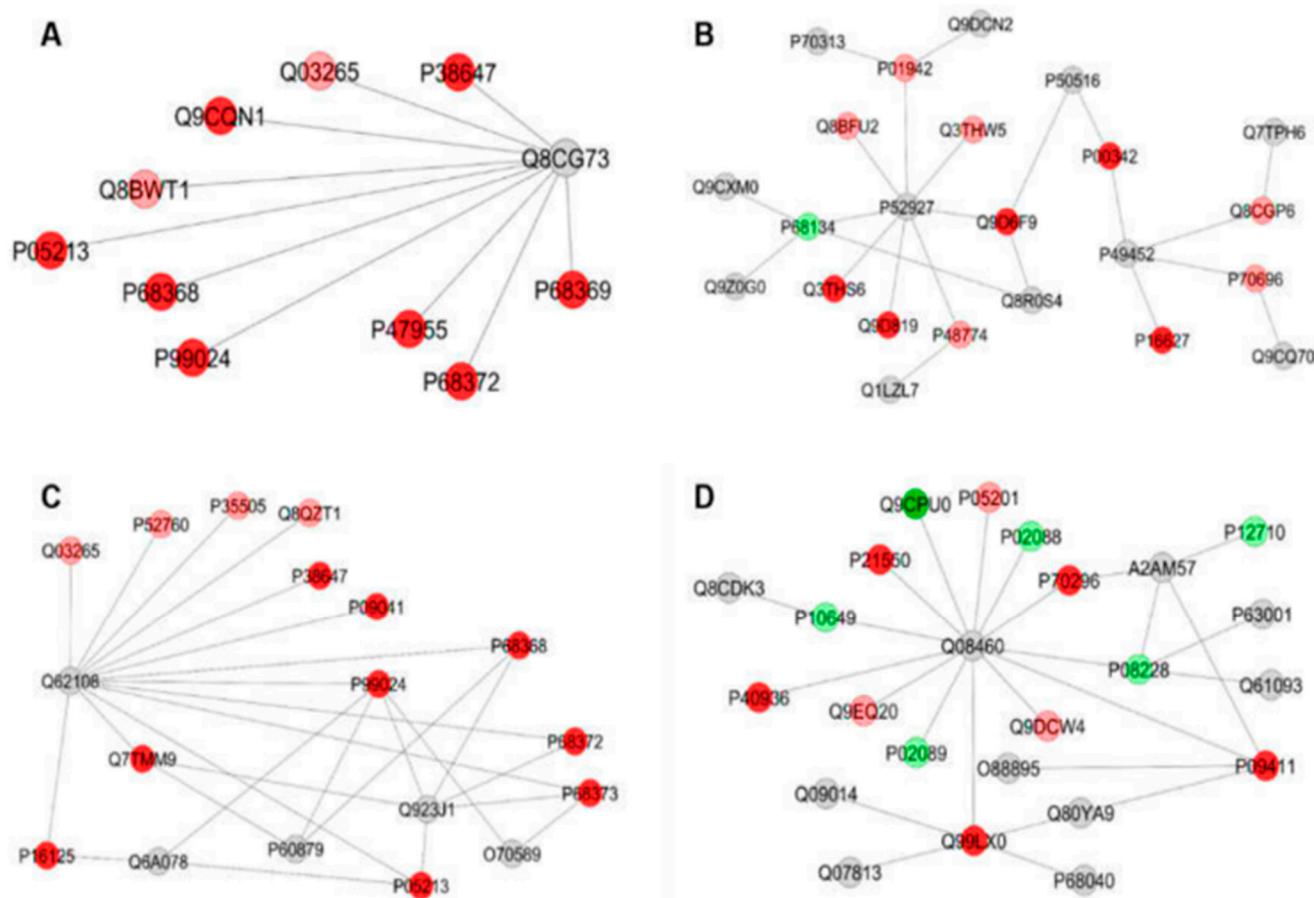 A
Q03265
P38647
Q9CQN1
Q8CG73
Q8BWT1
P05213
P68368
P68369
P47955
P99024
P68372
B
Q9DCN2
P70313
P01942
P50516
Q8BFU2
Q3THW5
Q7TPH6
P00342
Q9CXM0
P52927
Q9D6F9
Q8CGP6
P68134
P49452
Q9Z0G0
Q3THS6
Q8R0S4
P70696
Q9D819
P48774
P16627
Q9CQ70
Q1LZL7
C
P35505
Q8QZT1
P52760
Q03265
P38647
P09041
P68368
Q62108
P99024
P68372
Q7TMM9
P68373
Q923J1
P16125
Q6A078
P60879
O70589
P05213
D
Q9CPU0
P05201
P02088
P12710
P21550
P70296
A2AM57
Q8CDK3
P10649
P63001
Q08460
P08228
P40936
Q9EQ20
Q9DCW4
Q61093
P02089
O88895
P09411
Q09014
Q80YA9
Q99LX0
Q07813
P68040